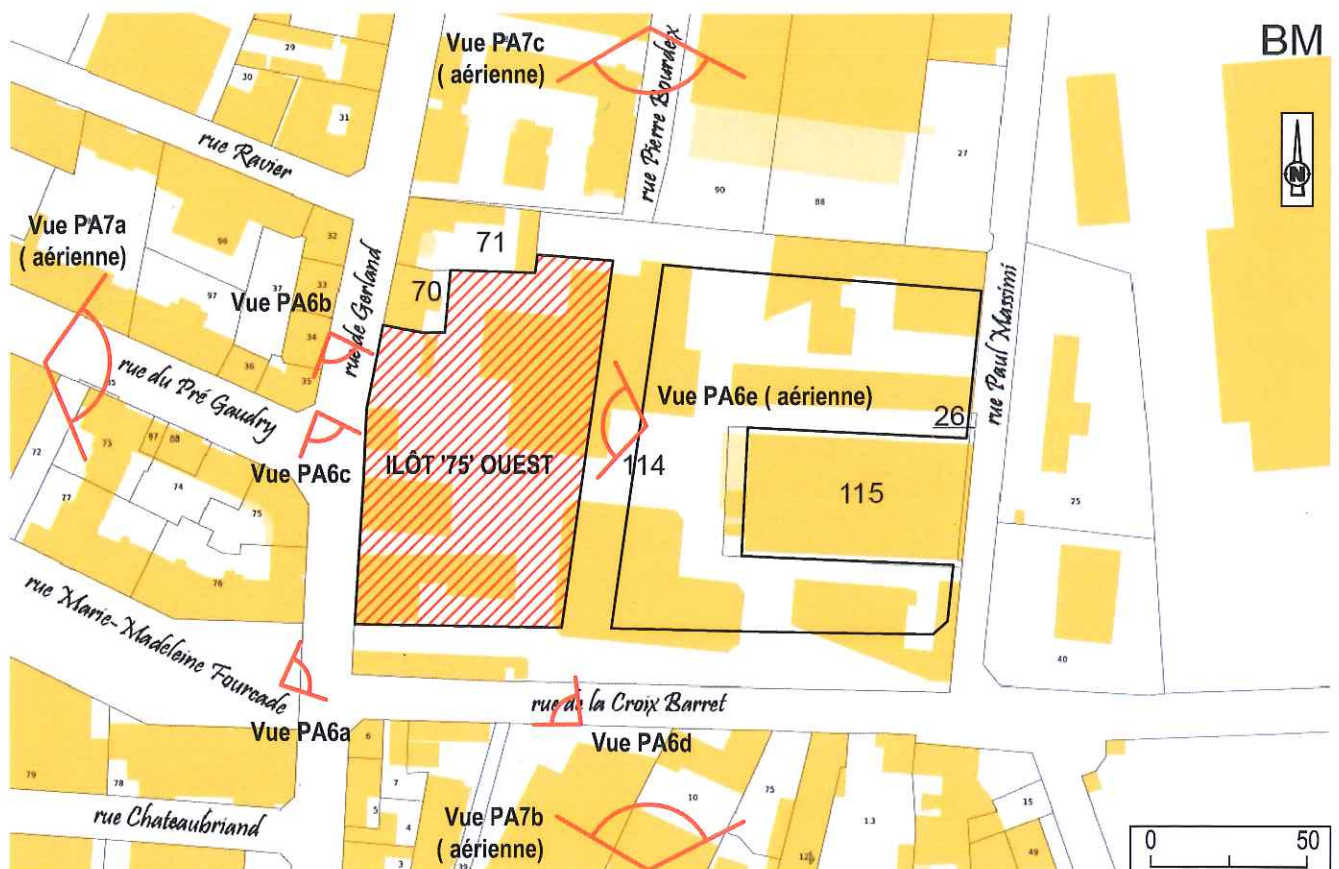 BM
Vue PA7c
( aérienne)
29
30
31
rue Ravier
rue Pierre Bourdeix
27
90
88
N
Vue PA7a
( aérienne)
32
98
71
37
33
97
Vue PA6b
70
34
rue de Gerland
rue Paul Massimi
36
35
rue du Pré Gaudry
Vue PA6e ( aérienne)
26
72
73
97
88
Vue PA6c
ILÔT '75' OUEST
114
115
74
77
75
25
76
rue Marie-Madeleine Fourcade
40
rue de la Croix Barret
Vue PA6a
Vue PA6d
6
79
78
7
10
75
15
rue Chateaubriand
5
4
13
Vue PA7b
( aérienne)
3
39
12
49
0
50